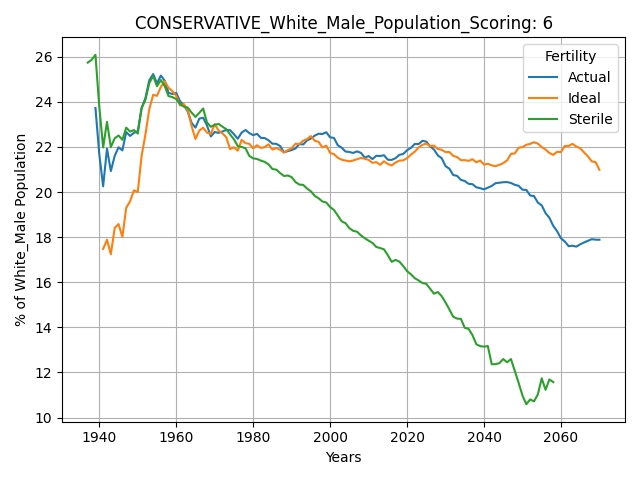 CONSERVATIVE_White_Male_Population_Scoring: 6
Fertility
Actual
Ideal
Sterile
% of White_Male Population
26
24
22
20
18
16
14
12
10
1940 1960 1980 2000 2020 2040 2060
Years